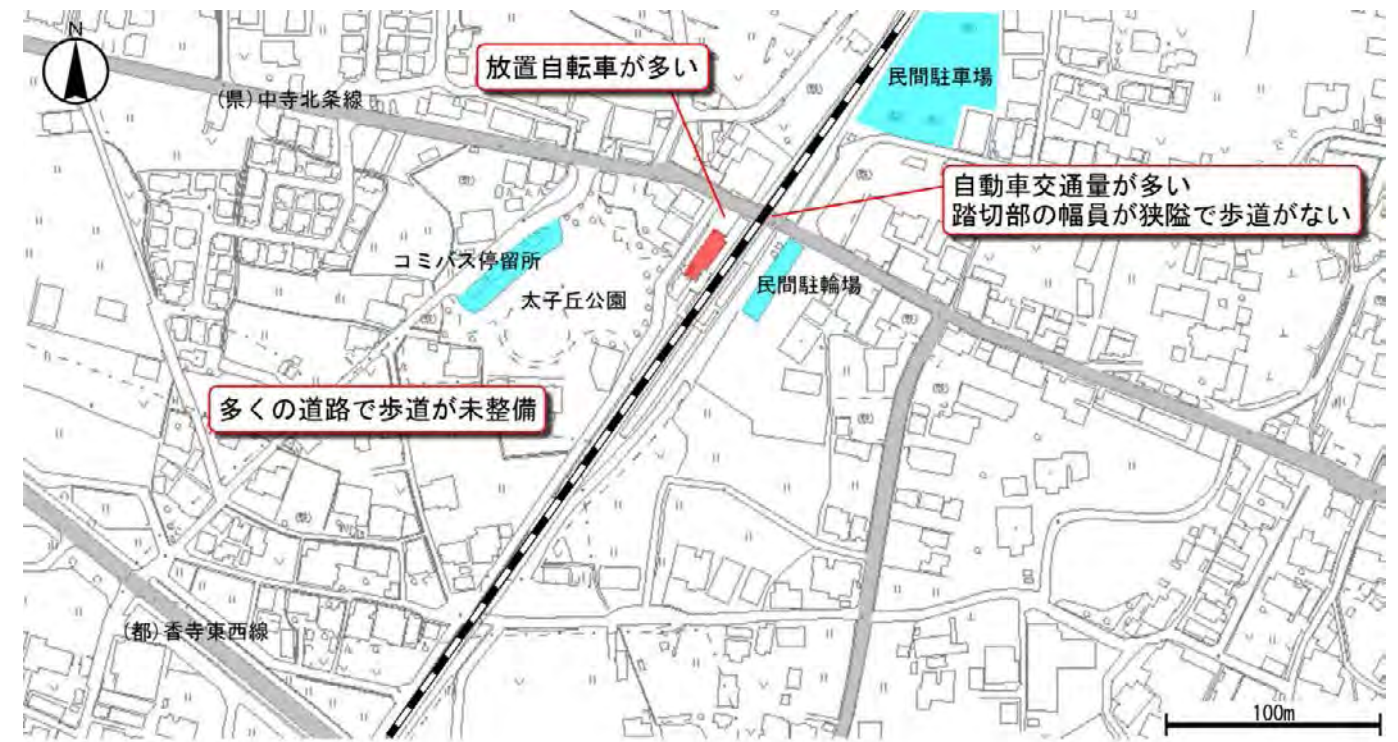 N
放置自転車が多い
民間駐車場
(県)中寺北条線
自動車交通量が多い
踏切部の幅員が狭隘で歩道がない
コミバス停留所
民間駐輪場
太子丘公園
多くの道路で歩道が未整備
(都)香寺東西線
100m